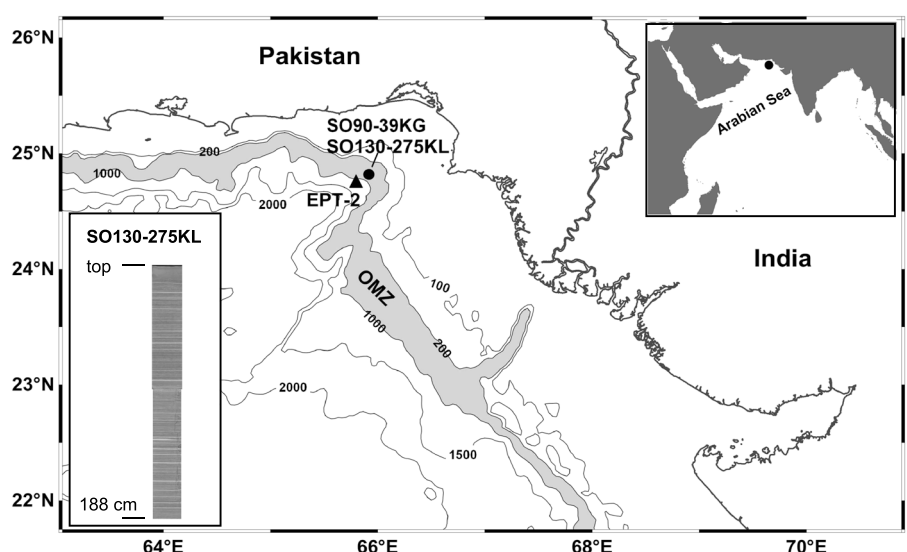 26°N
Pakistan
Arabian Sea
SO90-39KG
SO130-275KL
25°N
200
1000
EPT-2
2000
SO130-275KL
top
India
24°N
OMZ
100
1000
200
23°N
2000
1500
188 cm
22°N
64°E
66°E
68°E
70°E